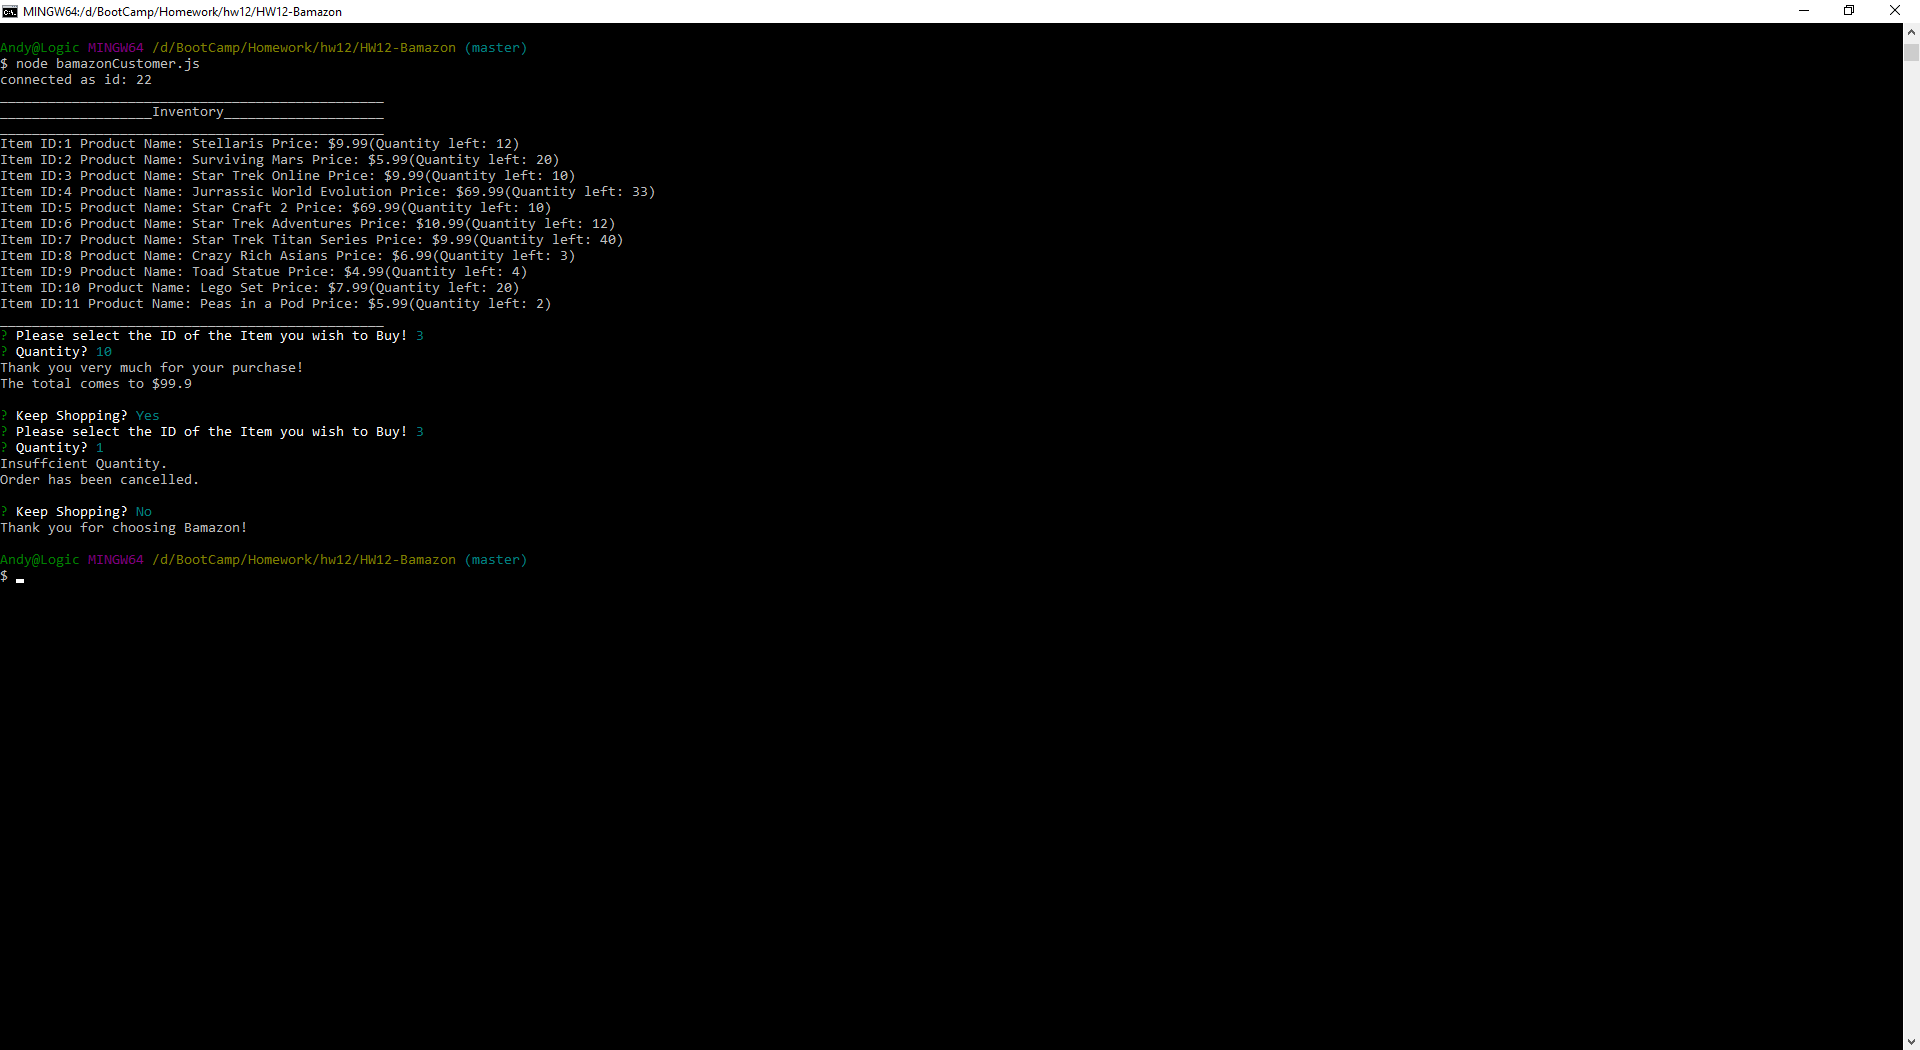 MINGW64:/d/BootCamp/Homework/hw12/HW12-Bamazon
Andy@Logic MINGW64 /d/BootCamp/Homework/hw12/HW12-Bamazon (master)
$ node bamazonCustomer.js
connected as id: 22
________________________________________________
___________________Inventory____________________
________________________________________________
Item ID:1 Product Name: Stellaris Price: $9.99(Quantity left: 12)
Item ID:2 Product Name: Surviving Mars Price: $5.99(Quantity left: 20)
Item ID:3 Product Name: Star Trek Online Price: $9.99(Quantity left: 10)
Item ID:4 Product Name: Jurrassic World Evolution Price: $69.99(Quantity left: 33)
Item ID:5 Product Name: Star Craft 2 Price: $69.99(Quantity left: 10)
Item ID:6 Product Name: Star Trek Adventures Price: $10.99(Quantity left: 12)
Item ID:7 Product Name: Star Trek Titan Series Price: $9.99(Quantity left: 40)
Item ID:8 Product Name: Crazy Rich Asians Price: $6.99(Quantity left: 3)
Item ID:9 Product Name: Toad Statue Price: $4.99(Quantity left: 4)
Item ID:10 Product Name: Lego Set Price: $7.99(Quantity left: 20)
Item ID:11 Product Name: Peas in a Pod Price: $5.99(Quantity left: 2)
________________________________________________
? Please select the ID of the Item you wish to Buy! 3
? Quantity? 10
Thank you very much for your purchase!
The total comes to $99.9
? Keep Shopping? Yes
? Please select the ID of the Item you wish to Buy! 3
? Quantity? 1
Insuffcient Quantity.
Order has been cancelled.
? Keep Shopping? No
Thank you for choosing Bamazon!
Andy@Logic MINGW64 /d/BootCamp/Homework/hw12/HW12-Bamazon (master)
$